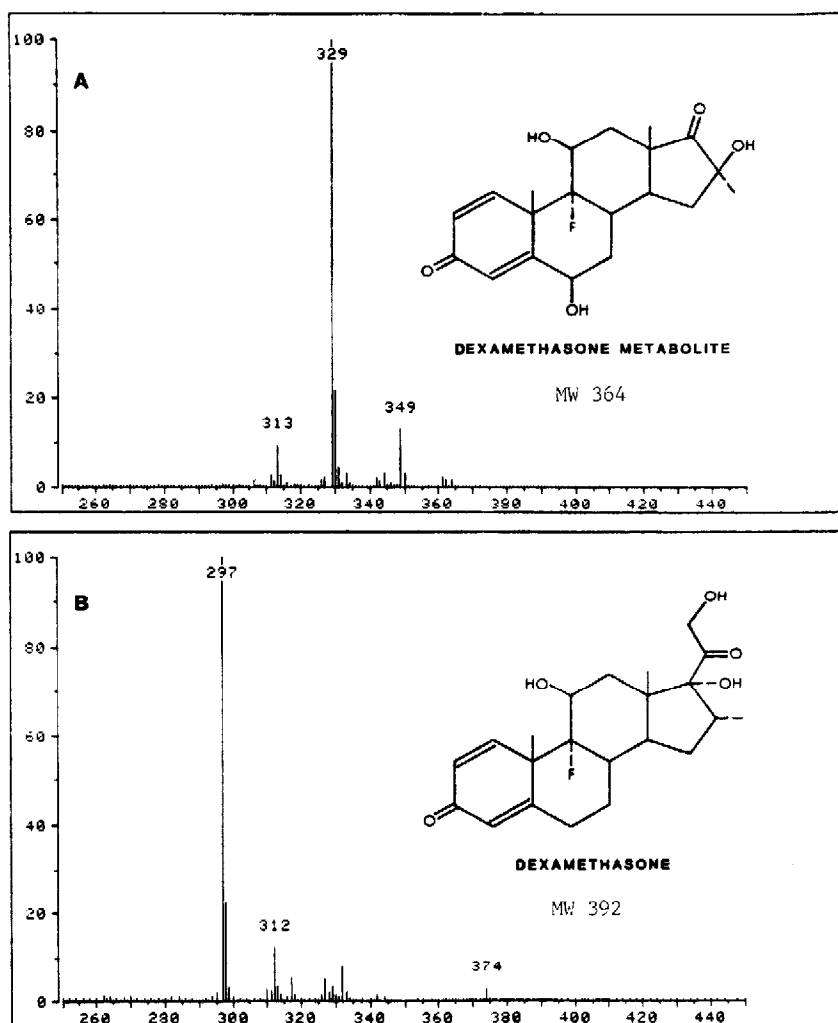 100
329
A
80
60
40
20
313
349
0
260 280 300 320 340 360 380 400 420 440
O
HO
OH
F
O
OH
DEXAMETHASONE METABOLITE
MW 364
100
297
B
80
60
40
20
312
374
0
260 280 300 320 340 360 380 400 420 440
OH
O
HO
OH
F
O
DEXAMETHASONE
MW 392